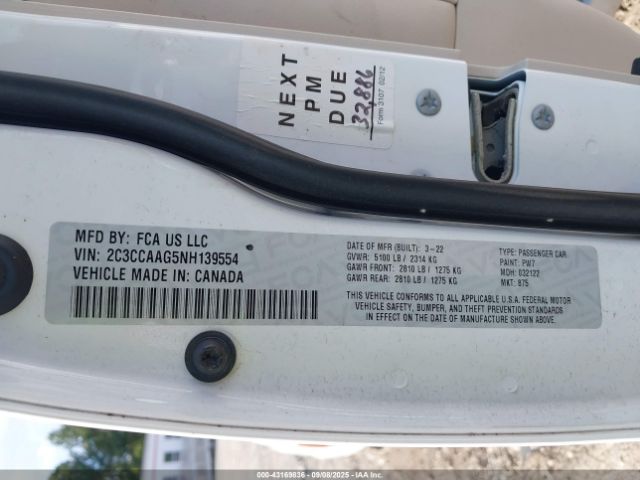 NEXT
PM
DUE
32,886
Form 3107 02/12
MFD BY: FCA US LLC
VIN: 2C3CCAAG5NH139554
VEHICLE MADE IN: CANADA
DATE OF MFR (BUILT): 3-22
GVWR: 5100 LB / 2314 KG
GAWR FRONT: 2810 LB / 1275 KG
GAWR REAR: 2810 LB / 1275 KG
TYPE: PASSENGER CAR
PAINT: PW7
MDH: 032122
MKT: 875
THIS VEHICLE CONFORMS TO ALL APPLICABLE U.S.A. FEDERAL MOTOR
VEHICLE SAFETY, BUMPER, AND THEFT PREVENTION STANDARDS
IN EFFECT ON THE DATE OF MANUFACTURE SHOWN ABOVE.
000-43169836 - 09/08/2025 - IAAI.COM